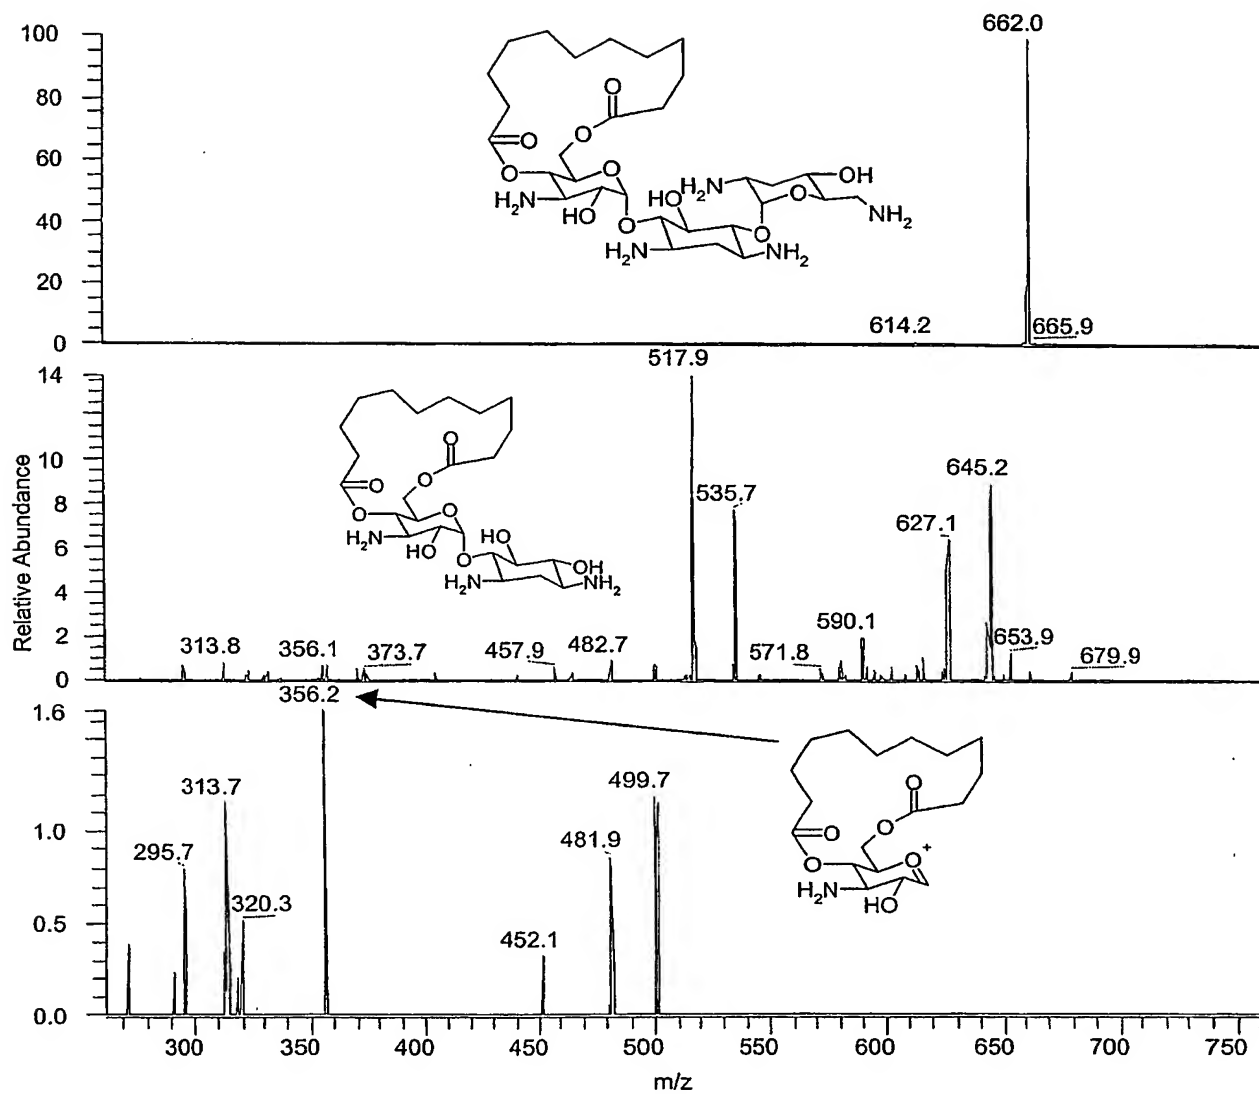 662.0
100
80
60
40
20
0
O
O
O
O
O
H₂N
HO
O
HO
H₂N
OH
O
NH₂
O
H₂N
NH₂
614.2
665.9
Relative Abundance
14
10
8
6
4
2
0
517.9
535.7
645.2
627.1
590.1
653.9
679.9
571.8
482.7
457.9
373.7
356.1
313.8
O
O
O
O
O
H₂N
HO
O
HO
OH
H₂N
NH₂
1.6
1.0
0.5
0.0
356.2
313.7
295.7
320.3
499.7
481.9
452.1
O
O
O
O
O
+
H₂N
HO
300 350 400 450 500 550 600 650 700 750
m/z